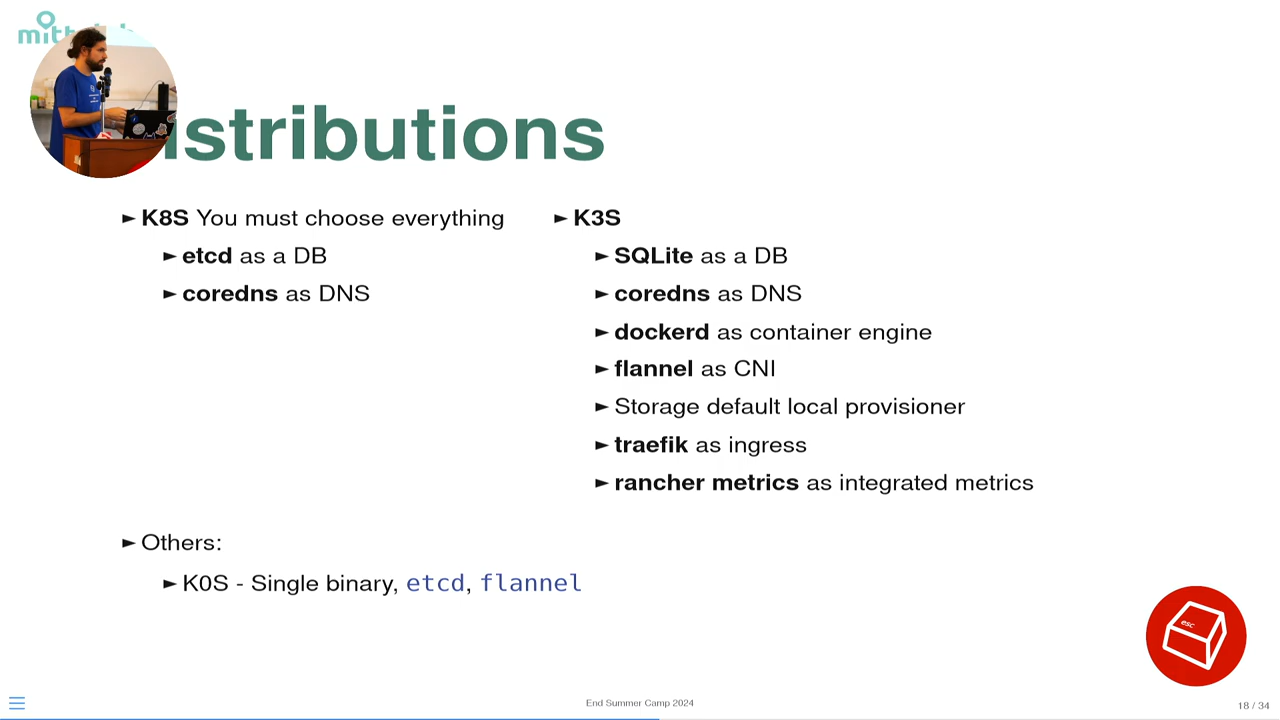 istributions
► K8S You must choose everything
► etcd as a DB
► coredns as DNS
► K3S
► SQLite as a DB
► coredns as DNS
► dockerd as container engine
► flannel as CNI
► Storage default local provisioner
► traefik as ingress
► rancher metrics as integrated metrics
► Others:
► K0S - Single binary, etcd, flannel
esc
End Summer Camp 2024
18 / 34